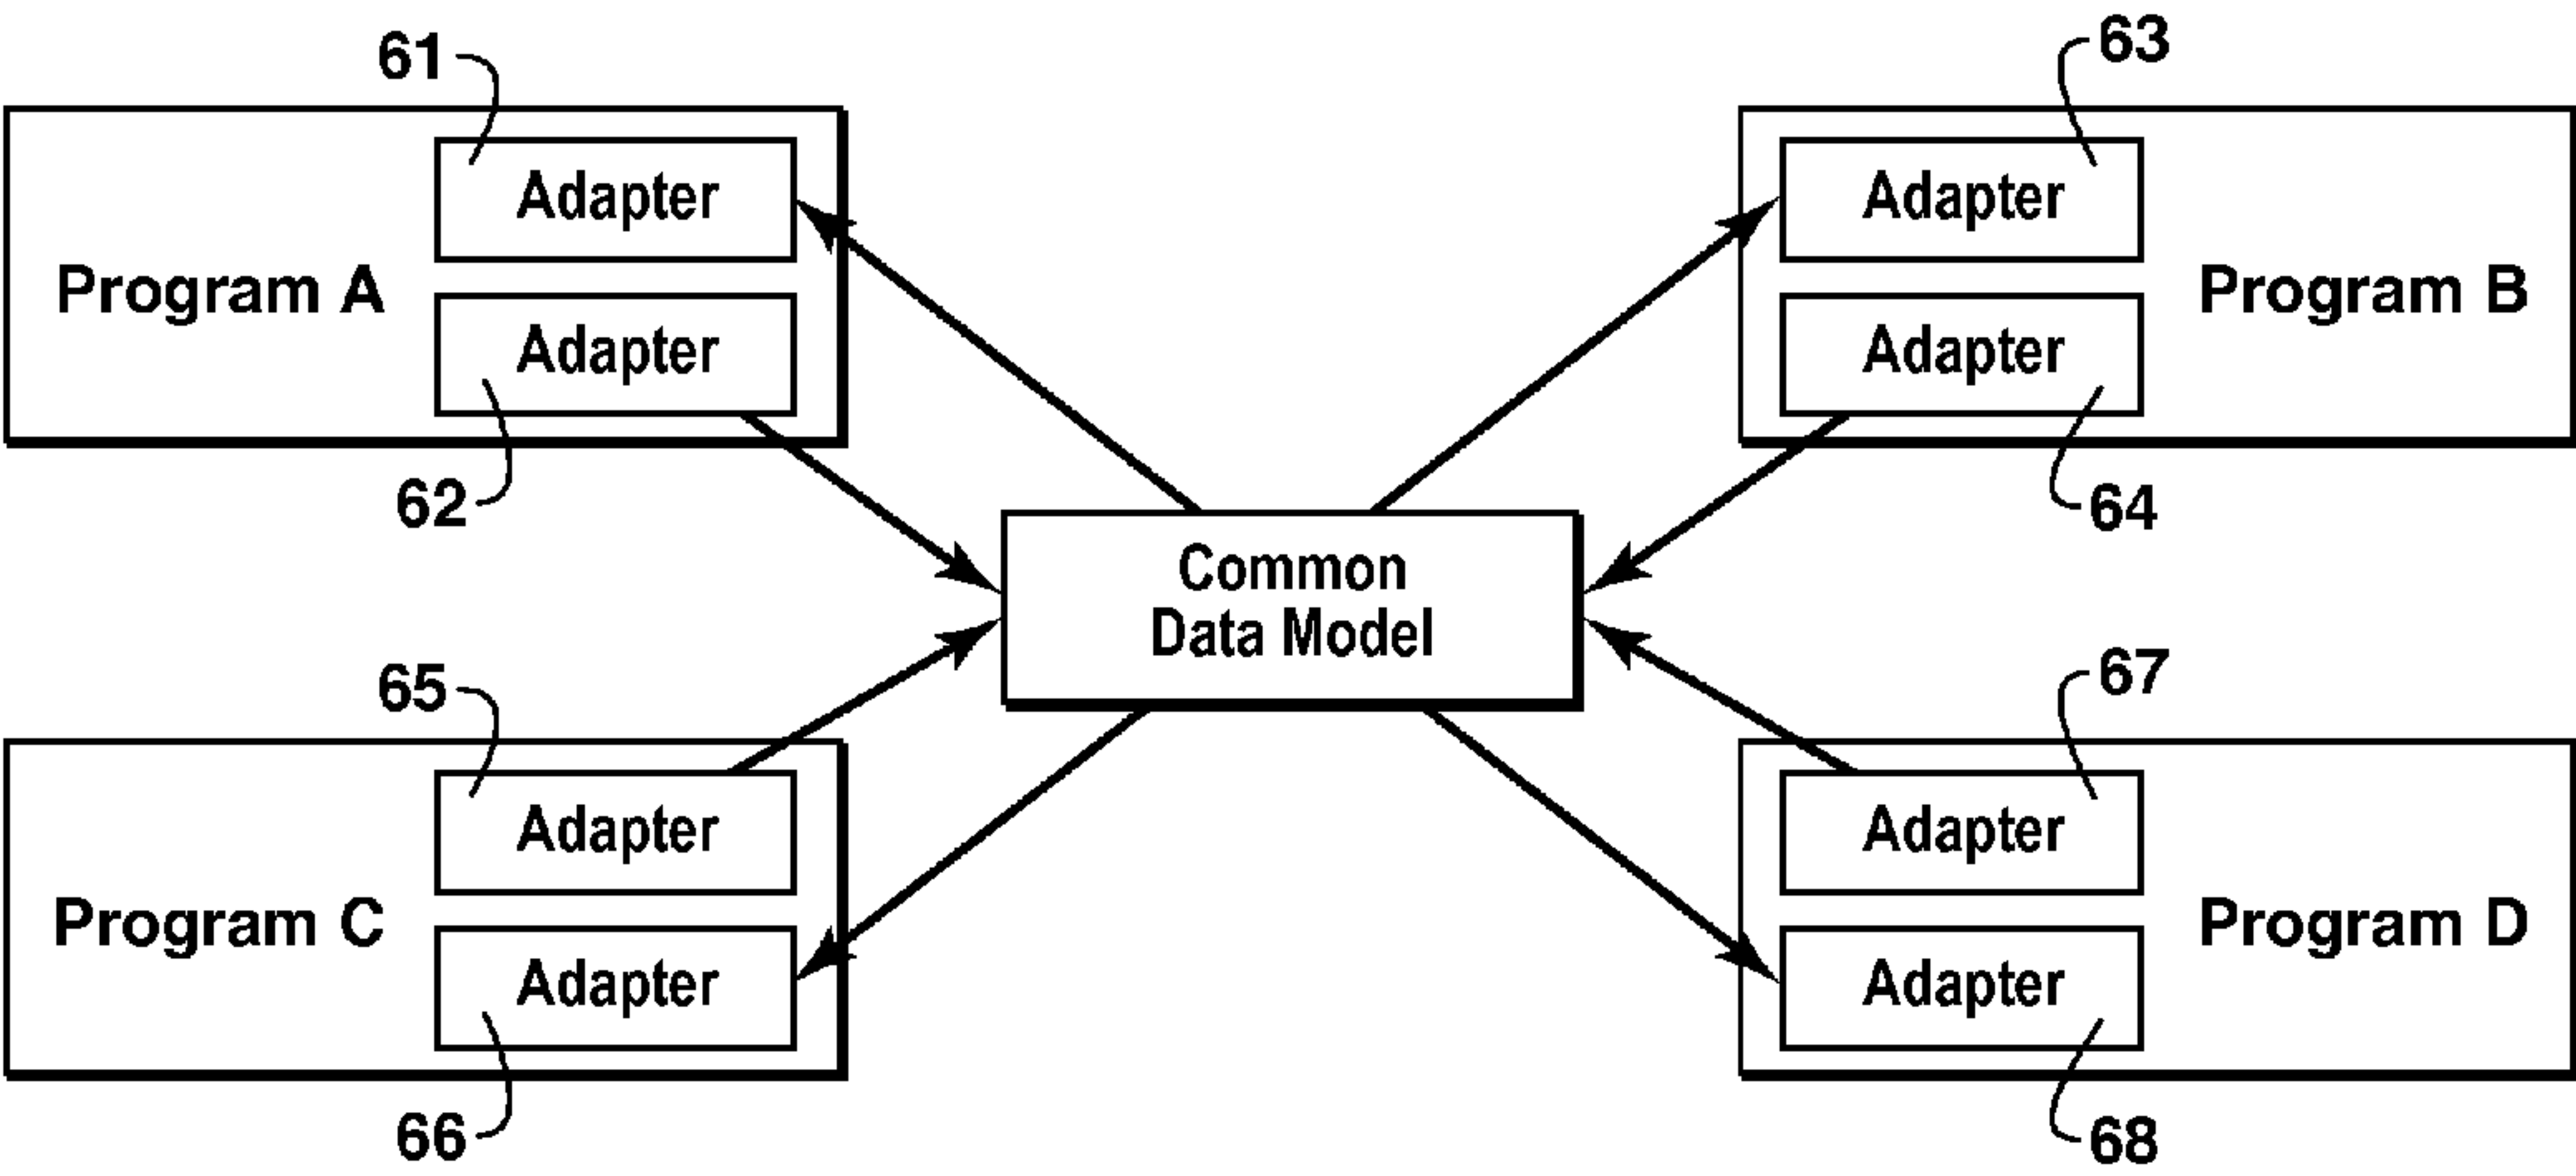 61
63
Adapter
Adapter
Program A
Program B
Adapter
Adapter
62
64
Common
Data Model
65
67
Adapter
Adapter
Program C
Program D
Adapter
Adapter
66
68